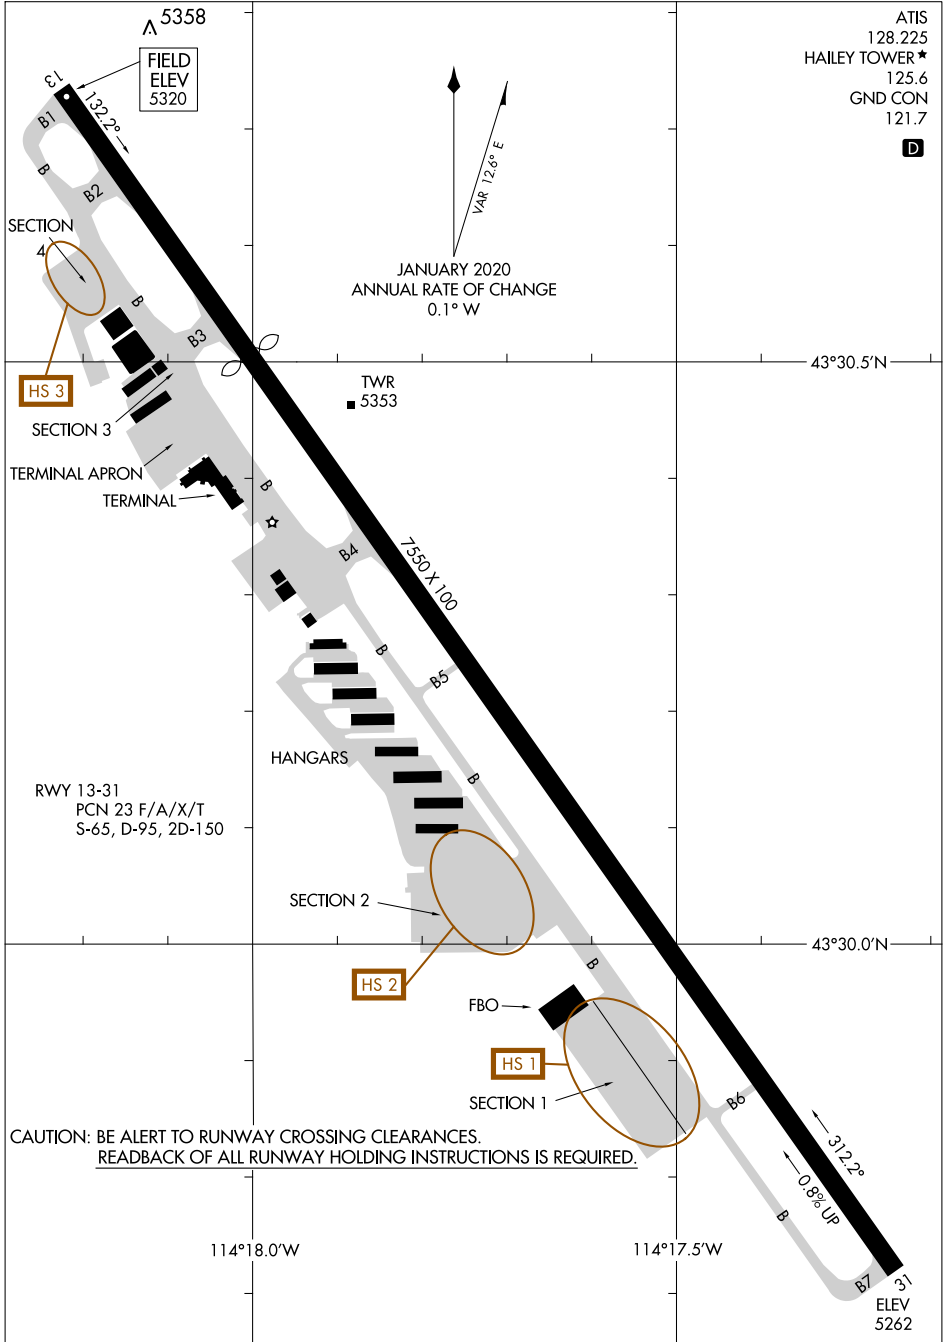 5358
FIELD
ELEV
5320
ATIS
128.225
HAILEY TOWER★
125.6
GND CON
121.7
D
13
132.2°
B1
B
B2
VAR 12.6° E
JANUARY 2020
ANNUAL RATE OF CHANGE
0.1° W
SECTION
4
B
B3
HS 3
43°30.5'N
TWR
5353
SECTION 3
TERMINAL APRON
TERMINAL
B
B4
7550 X 100
B
B5
HANGARS
B
RWY 13-31
PCN 23 F/A/X/T
S-65, D-95, 2D-150
SECTION 2
43°30.0'N
HS 2
B
FBO
HS 1
SECTION 1
B6
CAUTION: BE ALERT TO RUNWAY CROSSING CLEARANCES.
READBACK OF ALL RUNWAY HOLDING INSTRUCTIONS IS REQUIRED.
312.2°
0.8% UP
B
114°18.0'W
114°17.5'W
B7
31
ELEV
5262